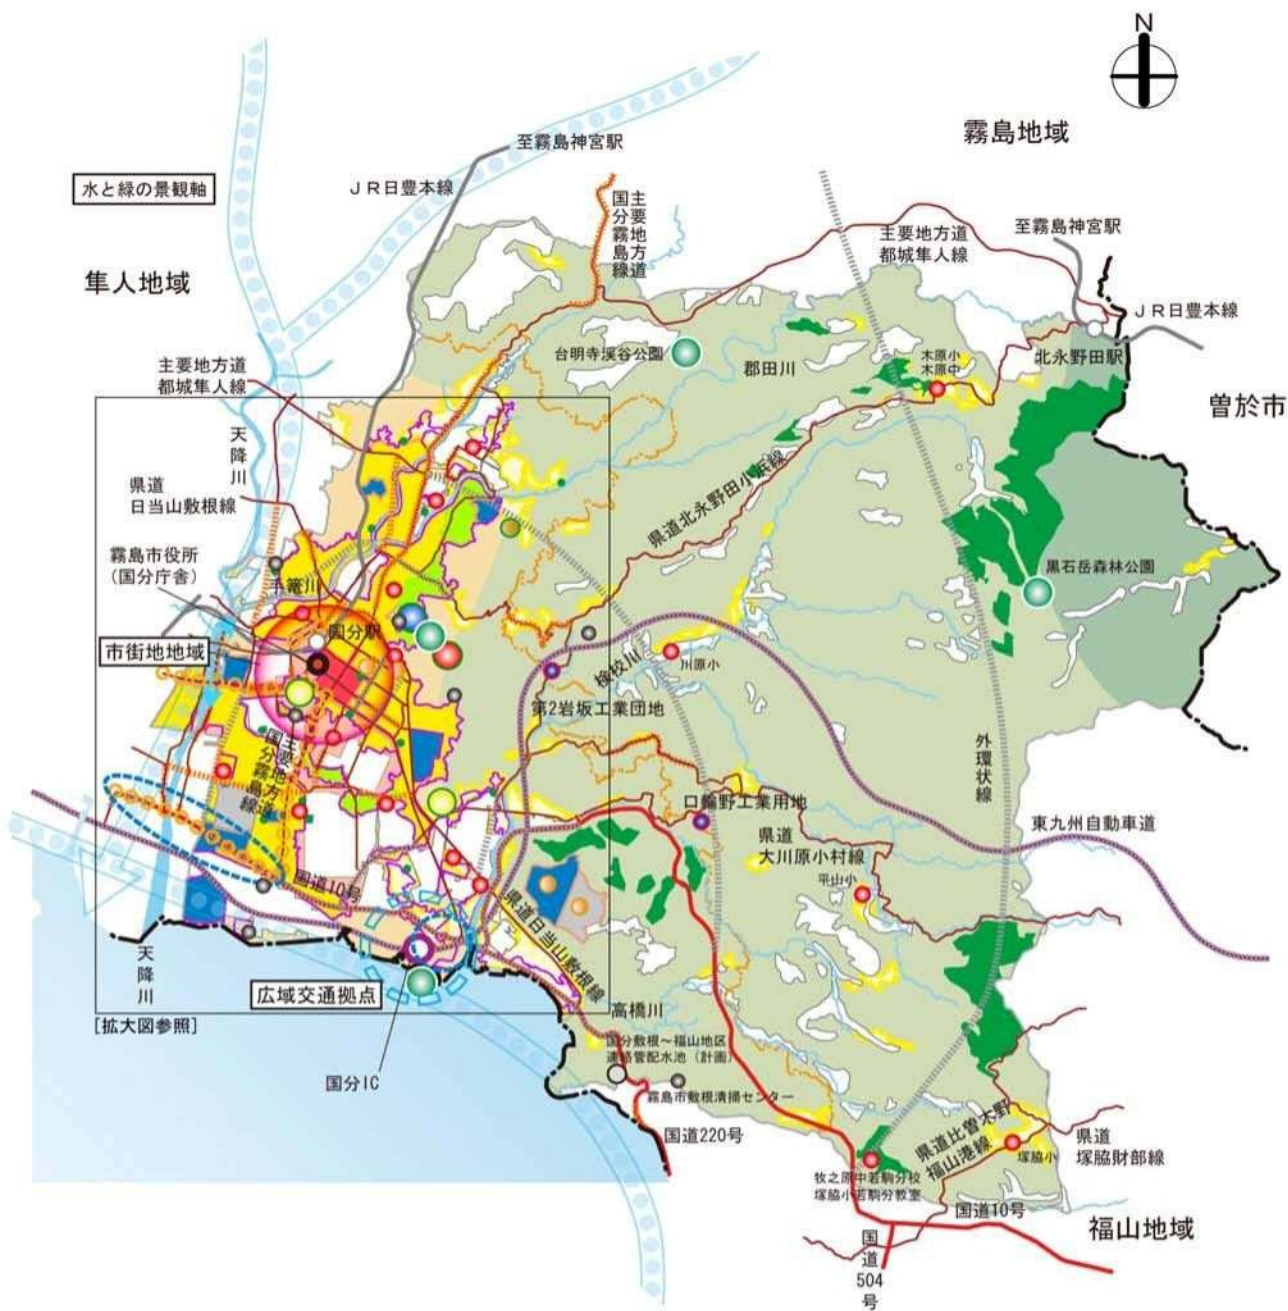 N
霧島地域
至霧島神宮駅
水と緑の景観軸
JR日豊本線
主要地方道
国分霧島線
主要地方道
都城隼人線
至霧島神宮駅
隼人地域
JR日豊本線
台明寺渓谷公園
郡田川
木原小
木原中
北永野田駅
主要地方道
都城隼人線
曽於市
天降川
県道
日当山敷根線
県道北永野田小浜線
霧島市役所
(国分庁舎)
手篭川
黒石岳森林公園
国分駅
市街地地域
検校川
川原小
第2岩坂工業団地
主要地方道
国分霧島線
外環状線
口輪野工業用地
東九州自動車道
県道
大川原小村線
平山小
国道10号
県道日当山敷根線
天降川
広域交通拠点
高橋川
[拡大図参照]
国分敷根～福山地区
連絡管配水池(計画)
国分IC
霧島市敷根清掃センター
国道220号
県道比曽木野
福山港線
塚脇小
県道
塚脇財部線
牧之原中若駒分校
塚脇小若駒分教室
国道10号
福山地域
国道
504
号